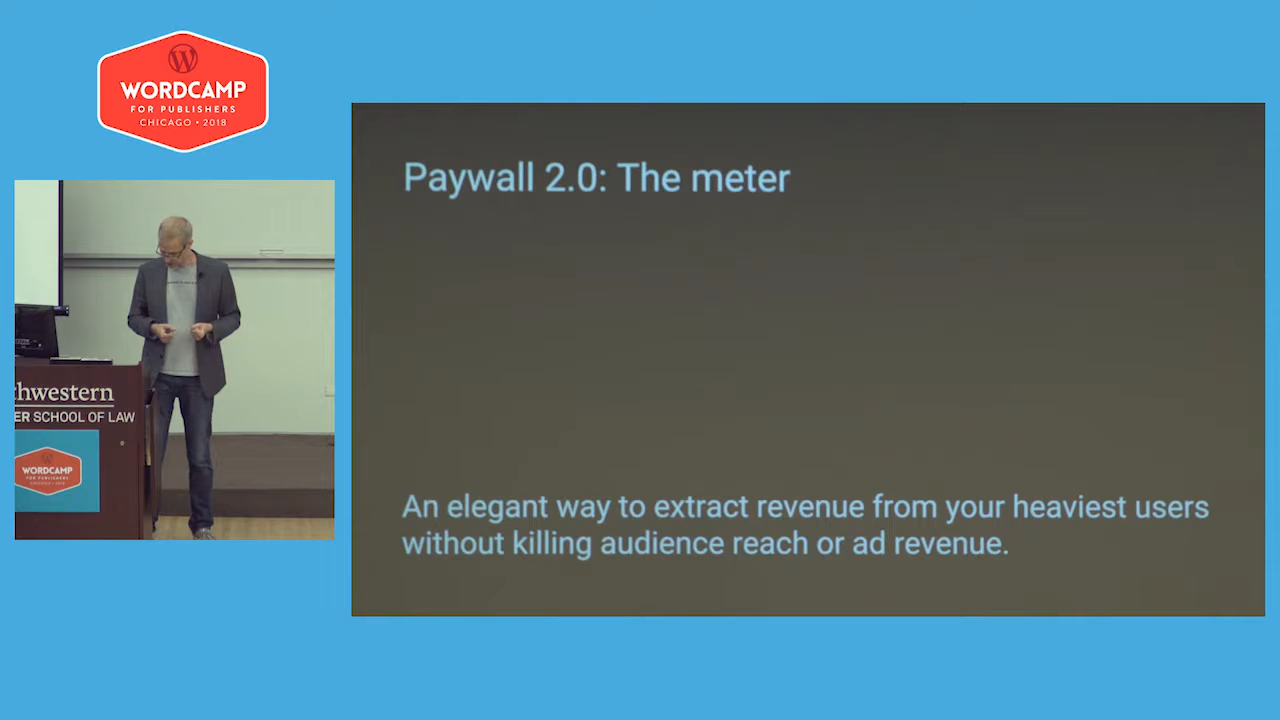 WORDCAMP
FOR PUBLISHERS
CHICAGO • 2018
Paywall 2.0: The meter
An elegant way to extract revenue from your heaviest users
without killing audience reach or ad revenue.
hwestern
ER SCHOOL OF LAW
WORDCAMP
FOR PUBLISHERS